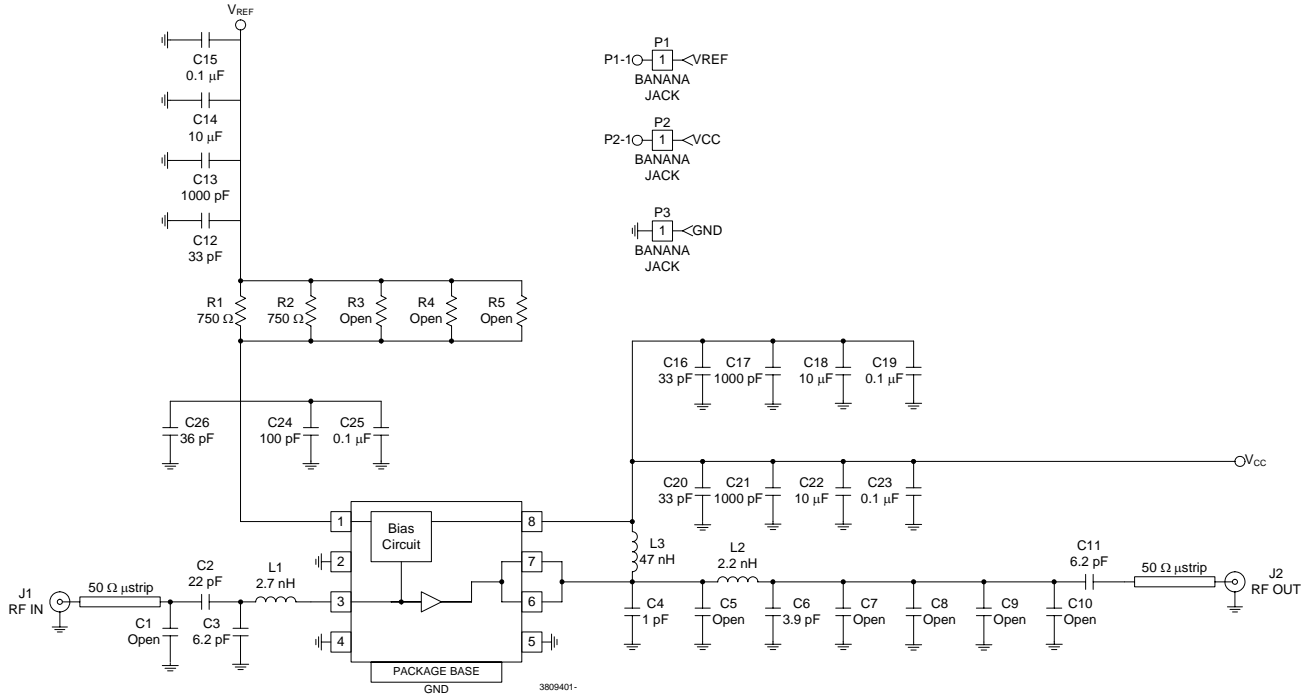 VREF
C15
0.1 µF
C14
10 µF
C13
1000 pF
C12
33 pF
P1
P1-1 1 VREF
BANANA
JACK
P2
P2-1 1 VCC
BANANA
JACK
P3
1 GND
BANANA
JACK
R1
750 Ω
R2
750 Ω
R3
Open
R4
Open
R5
Open
C26
36 pF
C24
100 pF
C25
0.1 µF
C16
33 pF
C17
1000 pF
C18
10 µF
C19
0.1 µF
VCC
C20
33 pF
C21
1000 pF
C22
10 µF
C23
0.1 µF
J1
RF IN
50 Ω µstrip
C1
Open
C2
22 pF
C3
6.2 pF
L1
2.7 nH
1
2
3
4
Bias
Circuit
8
7
6
5
PACKAGE BASE
GND
3809401-
L3
47 nH
L2
2.2 nH
C4
1 pF
C5
Open
C6
3.9 pF
C7
Open
C8
Open
C9
Open
C10
Open
C11
6.2 pF
50 Ω µstrip
J2
RF OUT